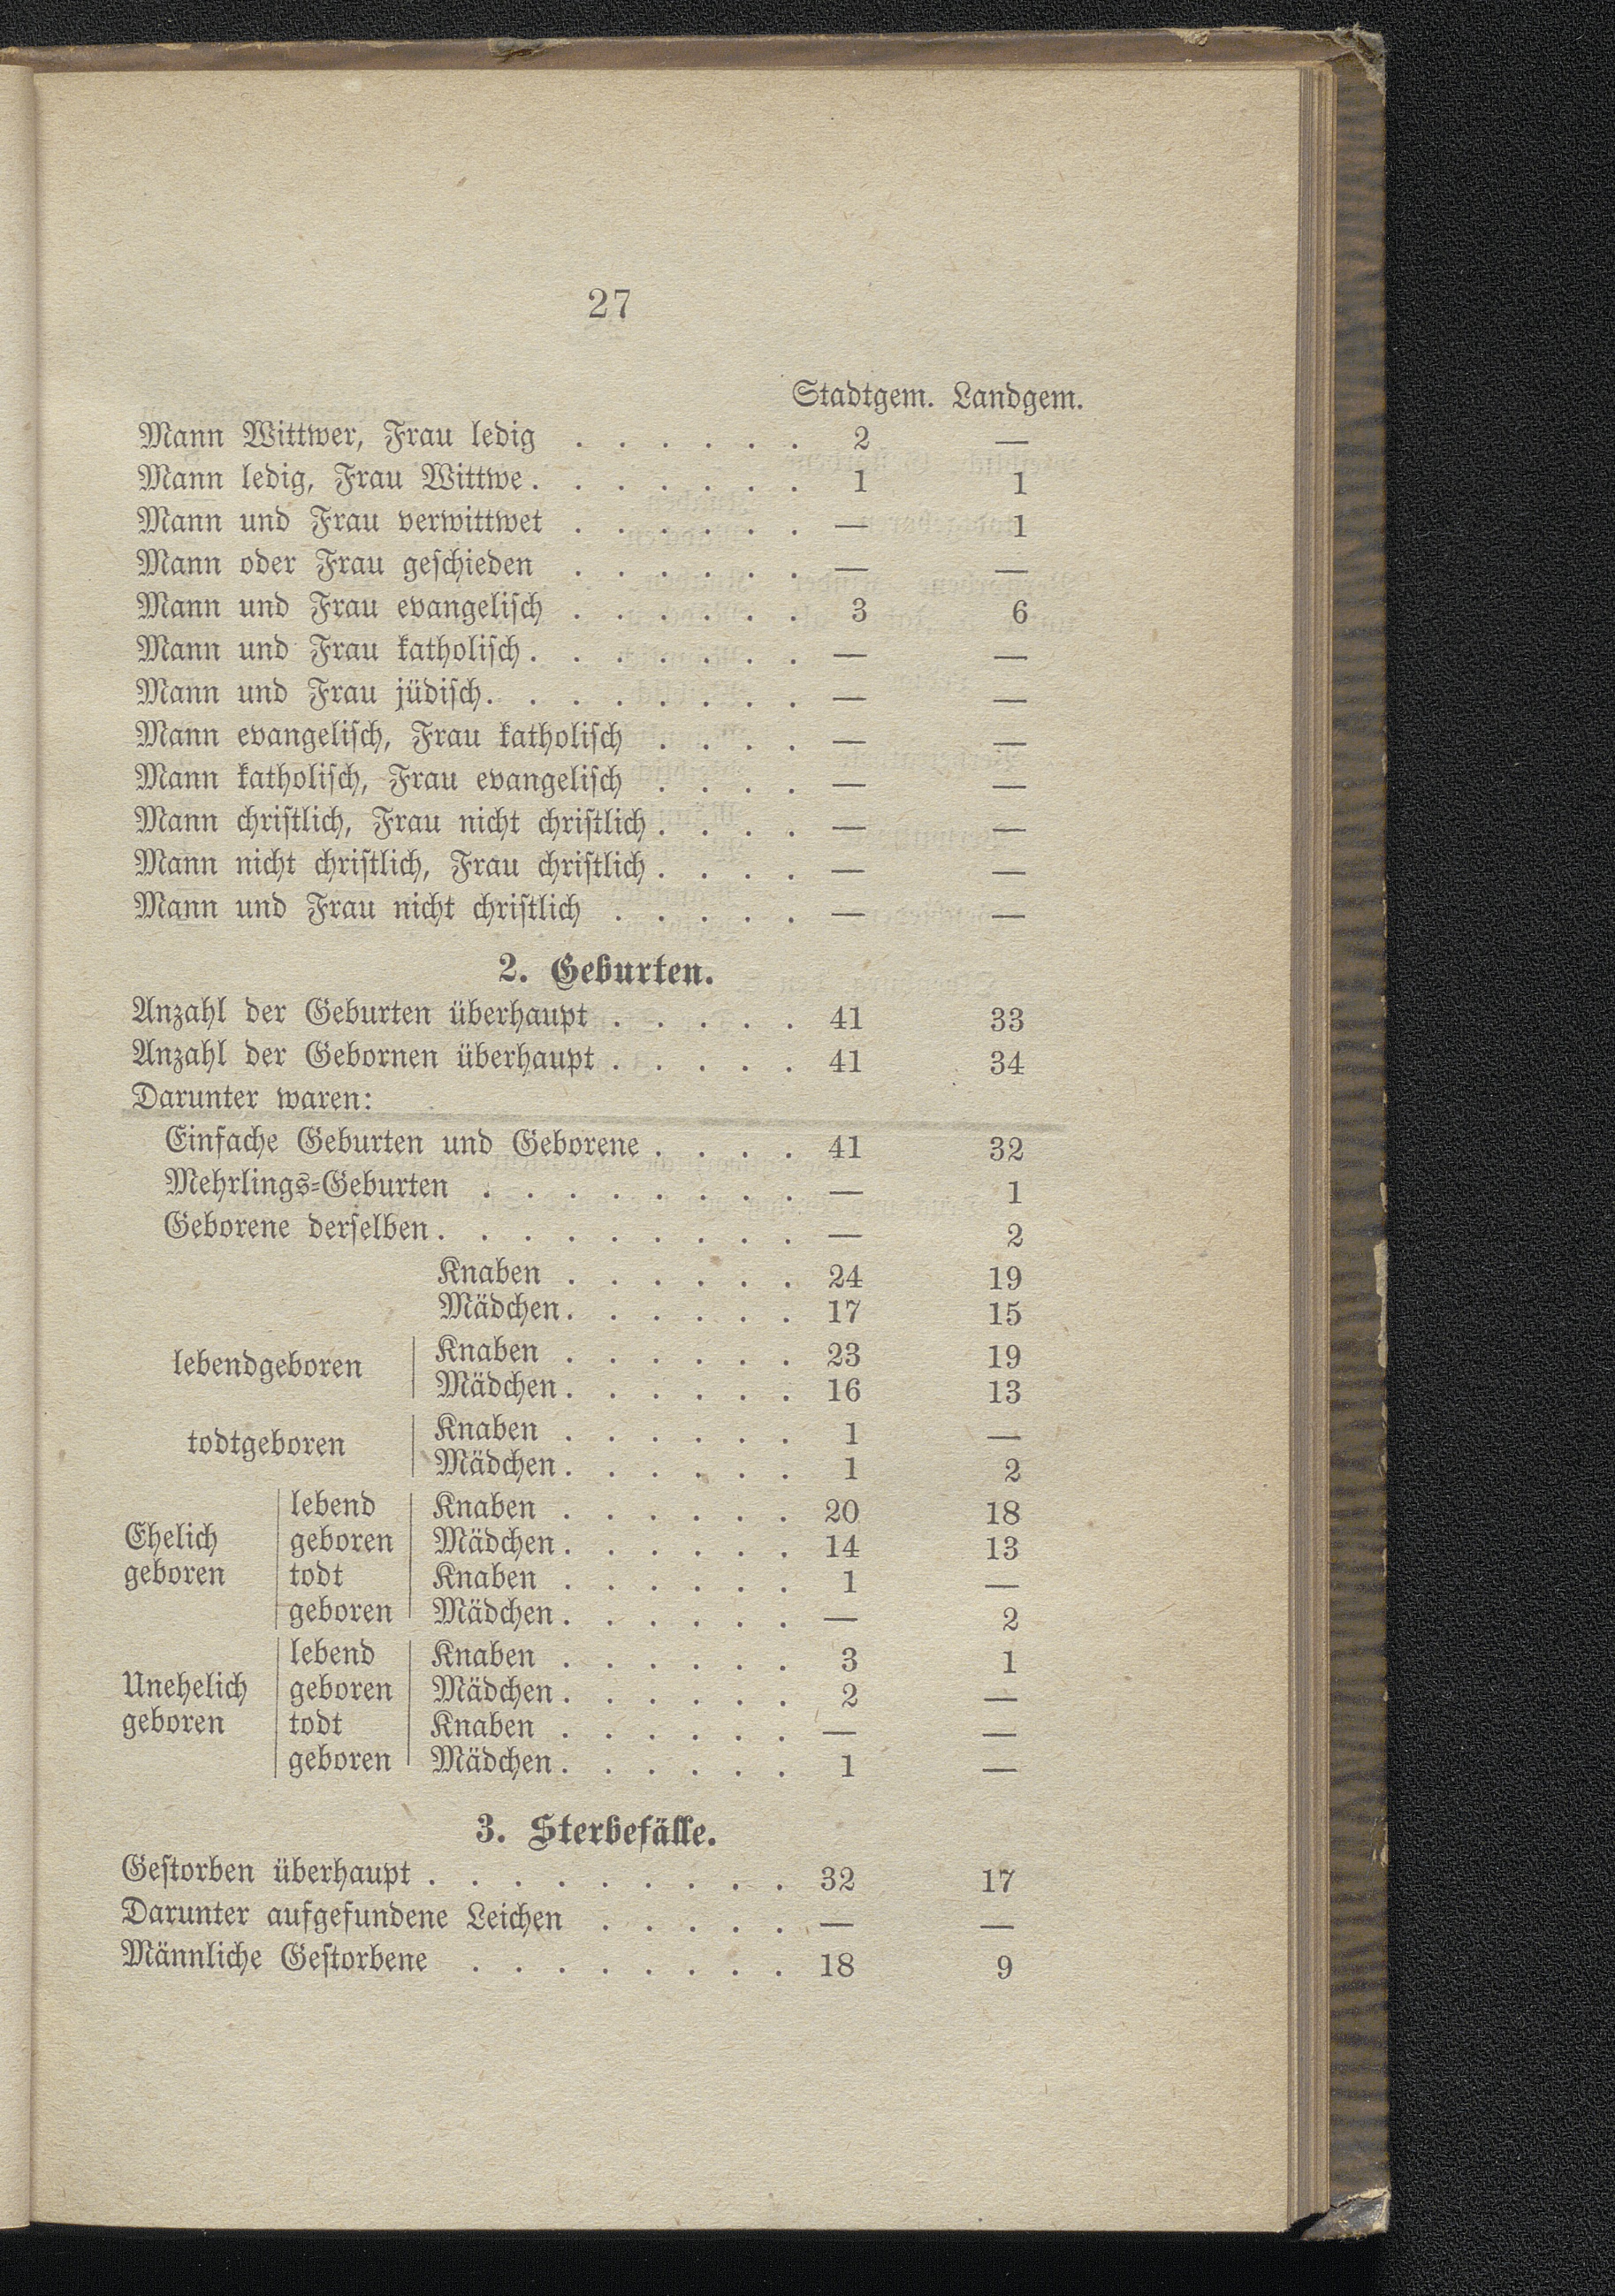 27
Stadtgem. Landgem.
Mann Wittwer, Frau ledig . . . . . . 2 —
Mann ledig, Frau Wittwe . . . . . . . 1 1
Mann und Frau verwittwet . . . . . . — 1
Mann oder Frau geschieden . . . . . . — —
Mann und Frau evangelisch . . . . . . 3 6
Mann und Frau katholisch . . . . . . . — —
Mann und Frau jüdisch . . . . . . . . — —
Mann evangelisch, Frau katholisch . . . . — —
Mann katholisch, Frau evangelisch . . . . — —
Mann christlich, Frau nicht christlich . . . . — —
Mann nicht christlich, Frau christlich . . . . — —
Mann und Frau nicht christlich . . . . . — —
2. Geburten.
Anzahl der Geburten überhaupt . . . . . 41 33
Anzahl der Gebornen überhaupt . . . . . 41 34
Darunter waren:
Einfache Geburten und Geborene . . . . 41 32
Mehrlings-Geburten . . . . . . . . — 1
Geborene derselben . . . . . . . . . — 2
Knaben . . . . . . 24 19
Mädchen . . . . . . 17 15
lebendgeboren Knaben . . . . . . 23 19
Mädchen . . . . . . 16 13
todtgeboren Knaben . . . . . . 1 —
Mädchen . . . . . . 1 2
lebend Knaben . . . . . . 20 18
Ehelich geboren Mädchen . . . . . . 14 13
geboren todt Knaben . . . . . . 1 —
geboren Mädchen . . . . . . — 2
lebend Knaben . . . . . . 3 1
Unehelich geboren Mädchen . . . . . . 2 —
geboren todt Knaben . . . . . . — —
geboren Mädchen . . . . . . 1 —
3. Sterbefälle.
Gestorben überhaupt . . . . . . . . . 32 17
Darunter aufgefundene Leichen . . . . . — —
Männliche Gestorbene . . . . . . . . 18 9